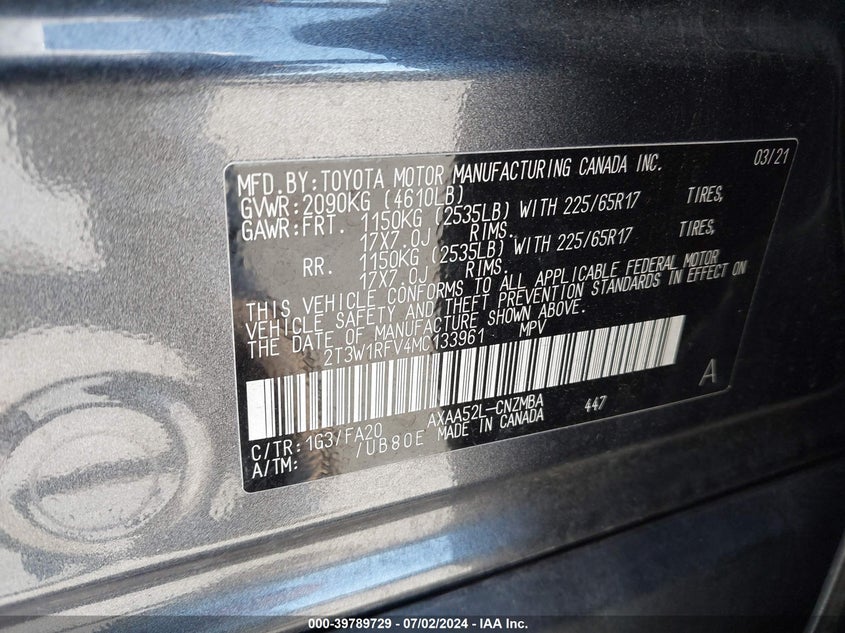 MFD.BY:TOYOTA MOTOR MANUFACTURING CANADA INC. 03/21
GVWR:2090KG (4610LB)
GAWR:FRT. 1150KG (2535LB) WITH 225/65R17 TIRES,
17X7.0J RIMS.
RR. 1150KG (2535LB) WITH 225/65R17 TIRES,
17X7.0J RIMS.
THIS VEHICLE CONFORMS TO ALL APPLICABLE FEDERAL MOTOR
VEHICLE SAFETY AND THEFT PREVENTION STANDARDS IN EFFECT ON
THE DATE OF MANUFACTURE SHOWN ABOVE.
2T3W1RFV4MC133961 MPV
A
C/TR:1G3/FA20 AXAA52L-CNZMBA 447
A/TM: /UB80E MADE IN CANADA
000-39789729 - 07/02/2024 - IAA Inc.